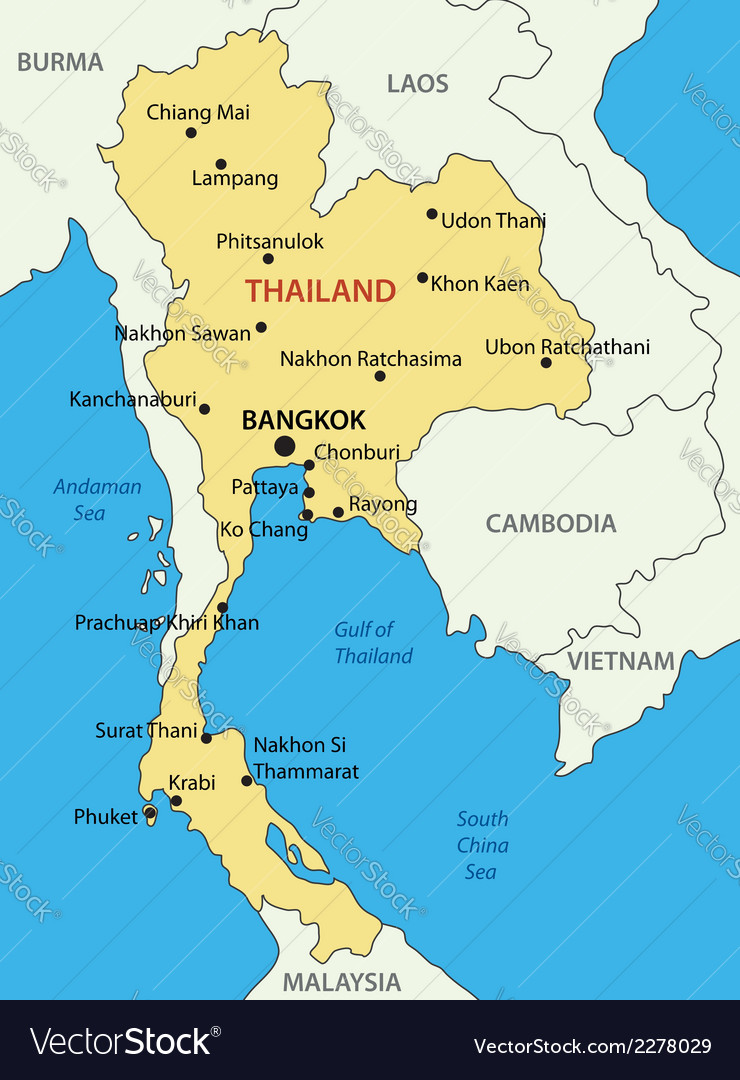 BURMA
LAOS
Chiang Mai
Lampang
Udon Thani
Phitsanulok
Khon Kaen
THAILAND
Nakhon Sawan
Nakhon Ratchasima
Ubon Ratchathani
Kanchanaburi
BANGKOK
Chonburi
Andaman
Sea
Pattaya
Rayong
Ko Chang
CAMBODIA
Prachuap Khiri Khan
Gulf of
Thailand
VIETNAM
Surat Thani
Nakhon Si
Thammarat
Krabi
Phuket
South
China
Sea
MALAYSIA
VectorStock®
VectorStock.com/2278029